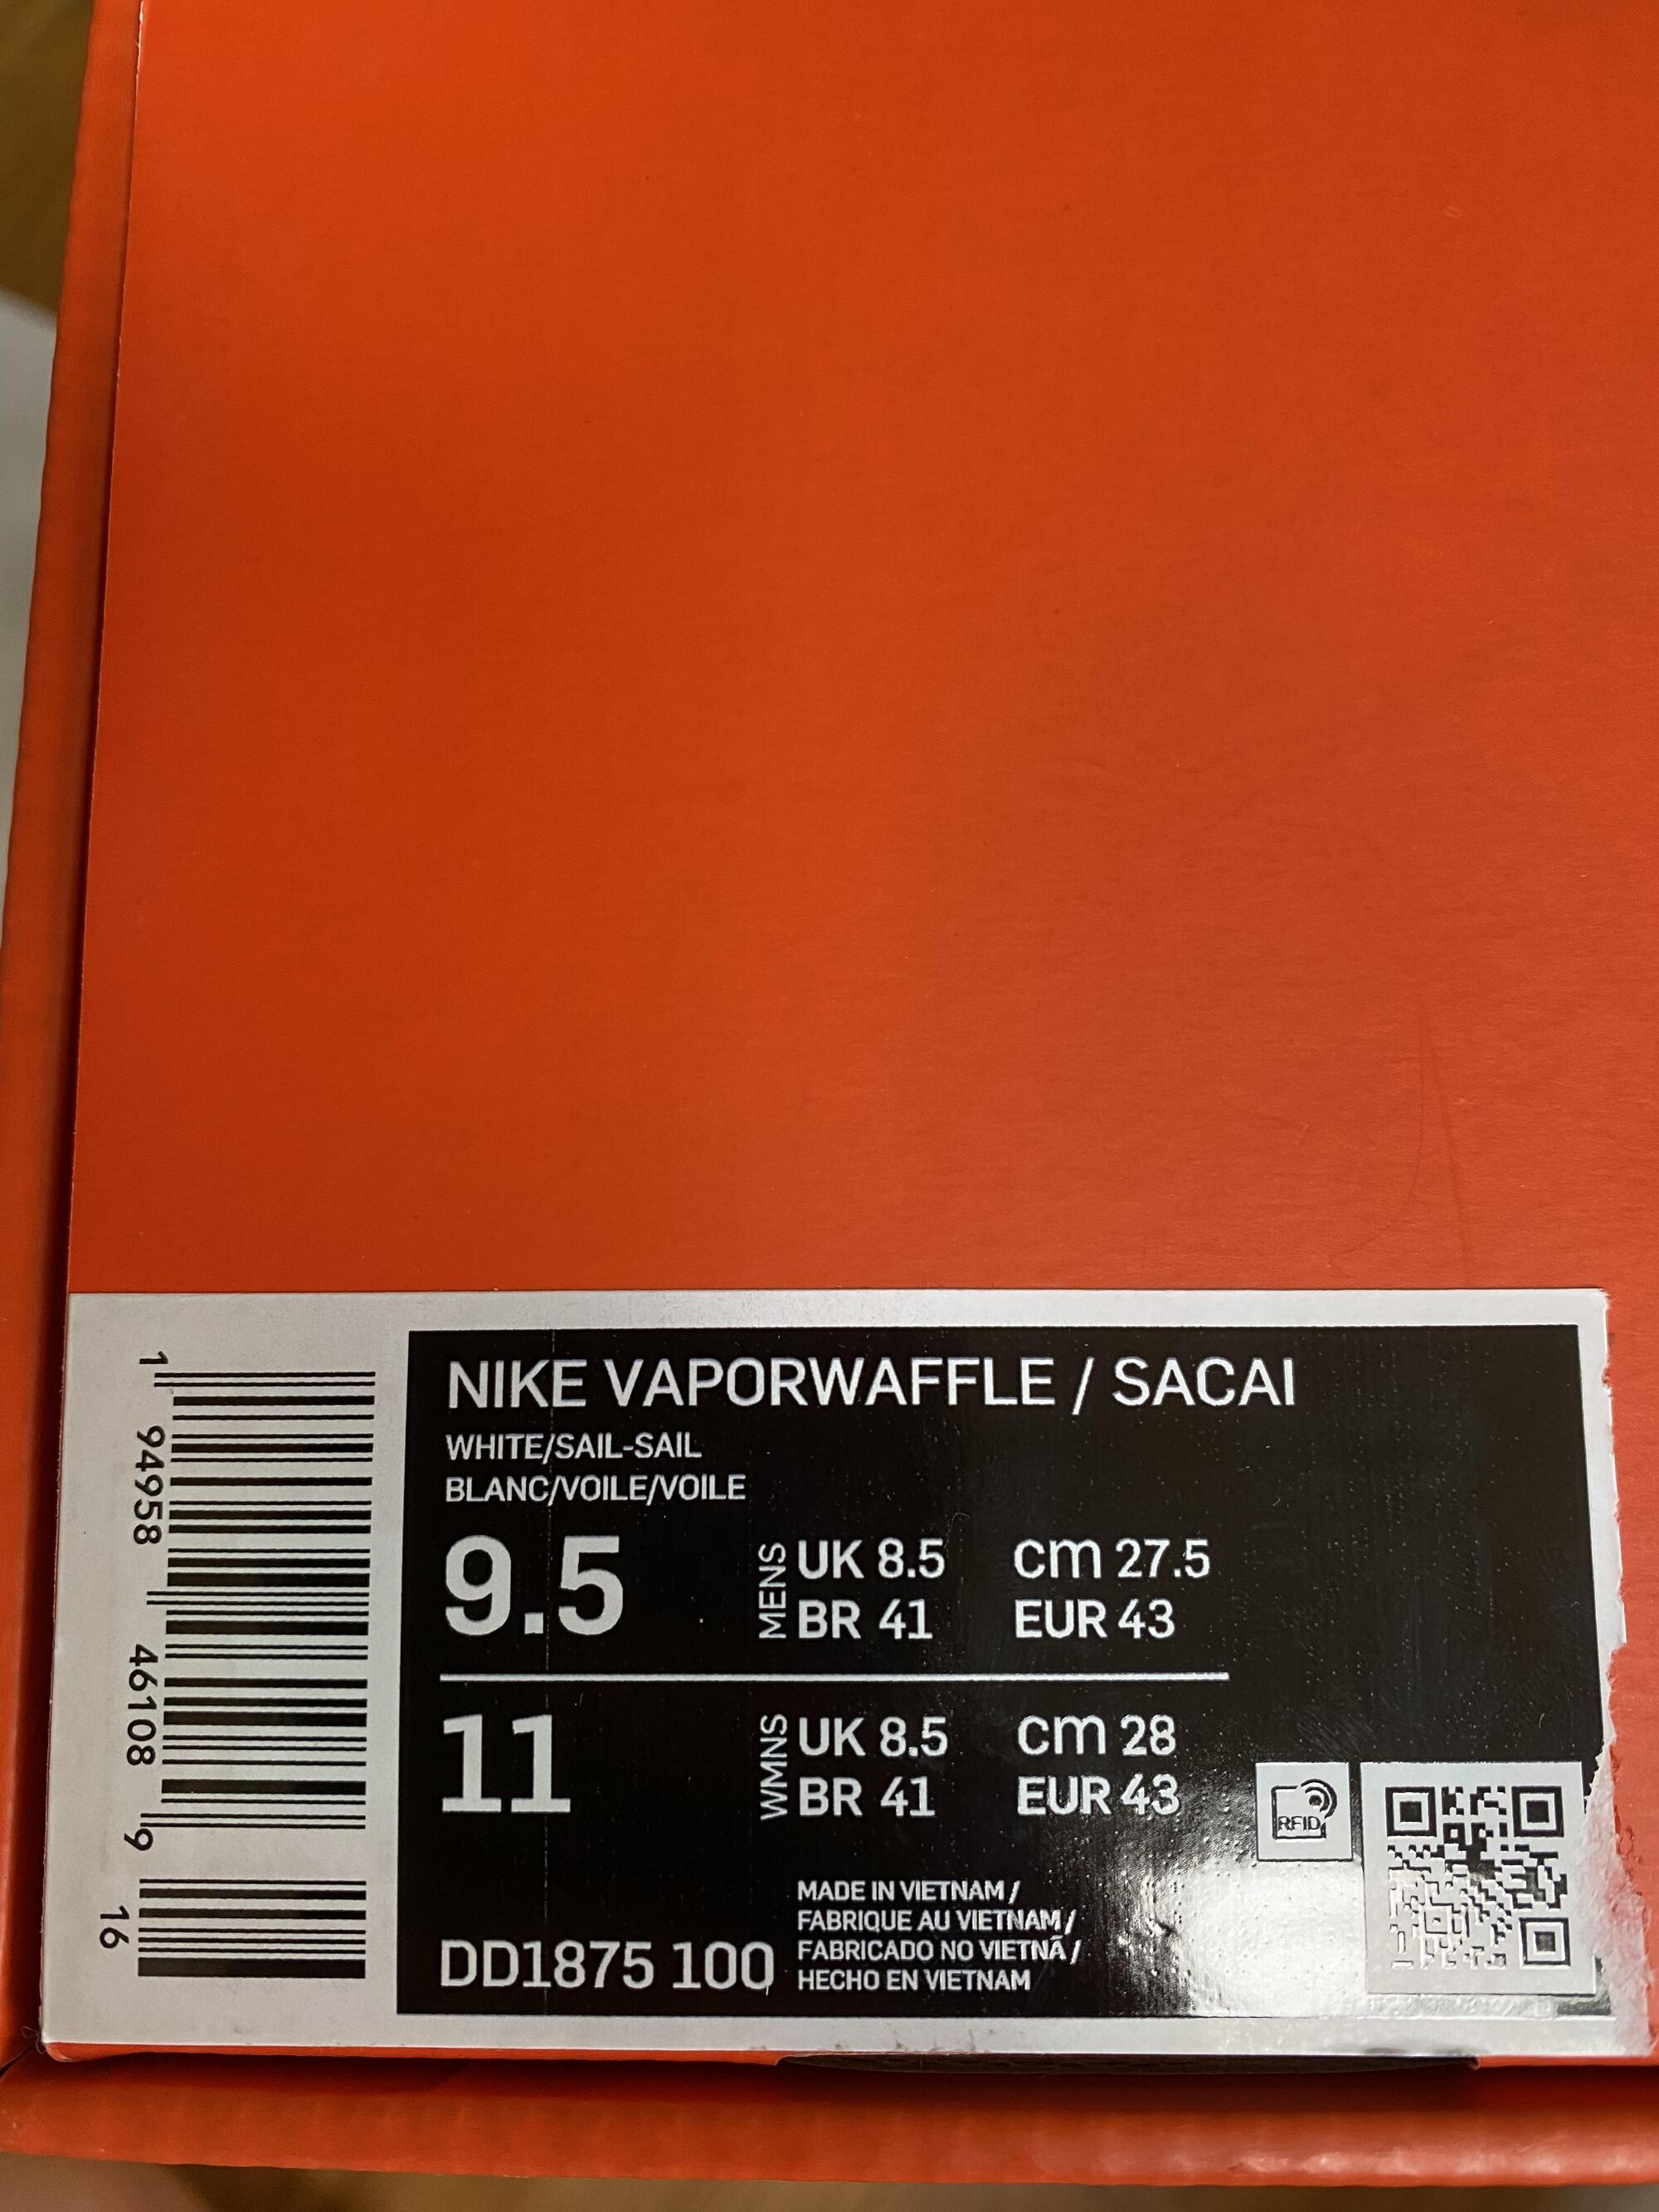 NIKE VAPORWAFFLE / SACAI
WHITE/SAIL-SAIL
BLANC/VOILE/VOILE
9.5
MENS
UK 8.5 cm 27.5
BR 41 EUR 43
11
WMNS
UK 8.5 cm 28
BR 41 EUR 43
RFID
MADE IN VIETNAM /
FABRIQUE AU VIETNAM /
FABRICADO NO VIETNÃ /
HECHO EN VIETNAM
DD1875 100
1 94958 46108 9 16